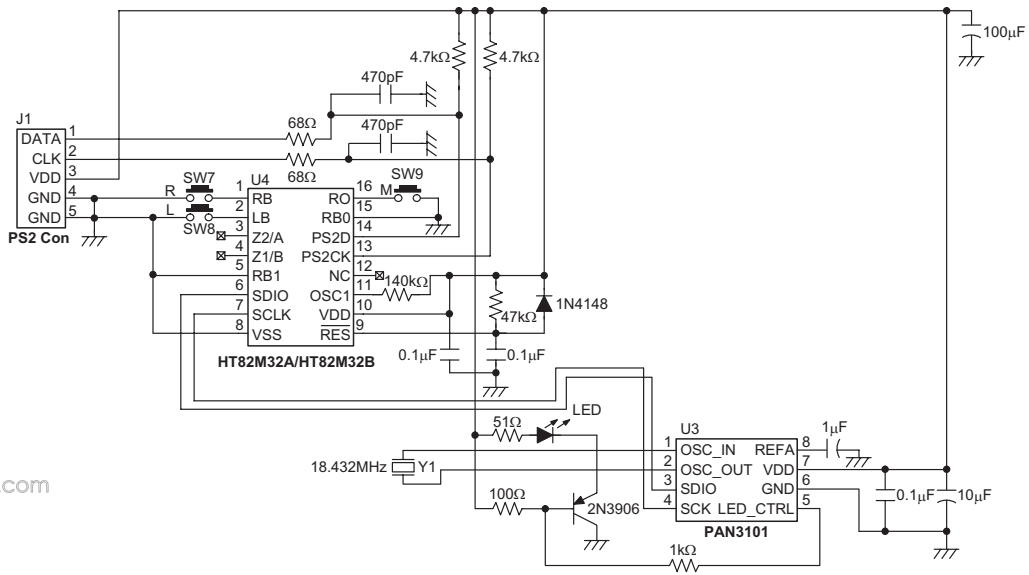 100μF
4.7kΩ 4.7kΩ
470pF
J1
68Ω
470pF
DATA 1
CLK 2
VDD 3
GND 4
GND 5
PS2 Con
68Ω
R SW7
L SW8
U4
SW9
M
1 RB RO 16
2 LB RB0 15
3 Z2/A PS2D 14
4 Z1/B PS2CK 13
5 RB1 NC 12
6 SDIO OSC1 11
7 SCLK VDD 10
8 VSS RES 9
HT82M32A/HT82M32B
140kΩ
47kΩ
1N4148
0.1μF 0.1μF
LED
51Ω
18.432MHz Y1
100Ω
2N3906
1kΩ
U3
1 OSC_IN REFA 8
2 OSC_OUT VDD 7
3 SDIO GND 6
4 SCK LED_CTRL 5
PAN3101
1μF
0.1μF 10μF
.com